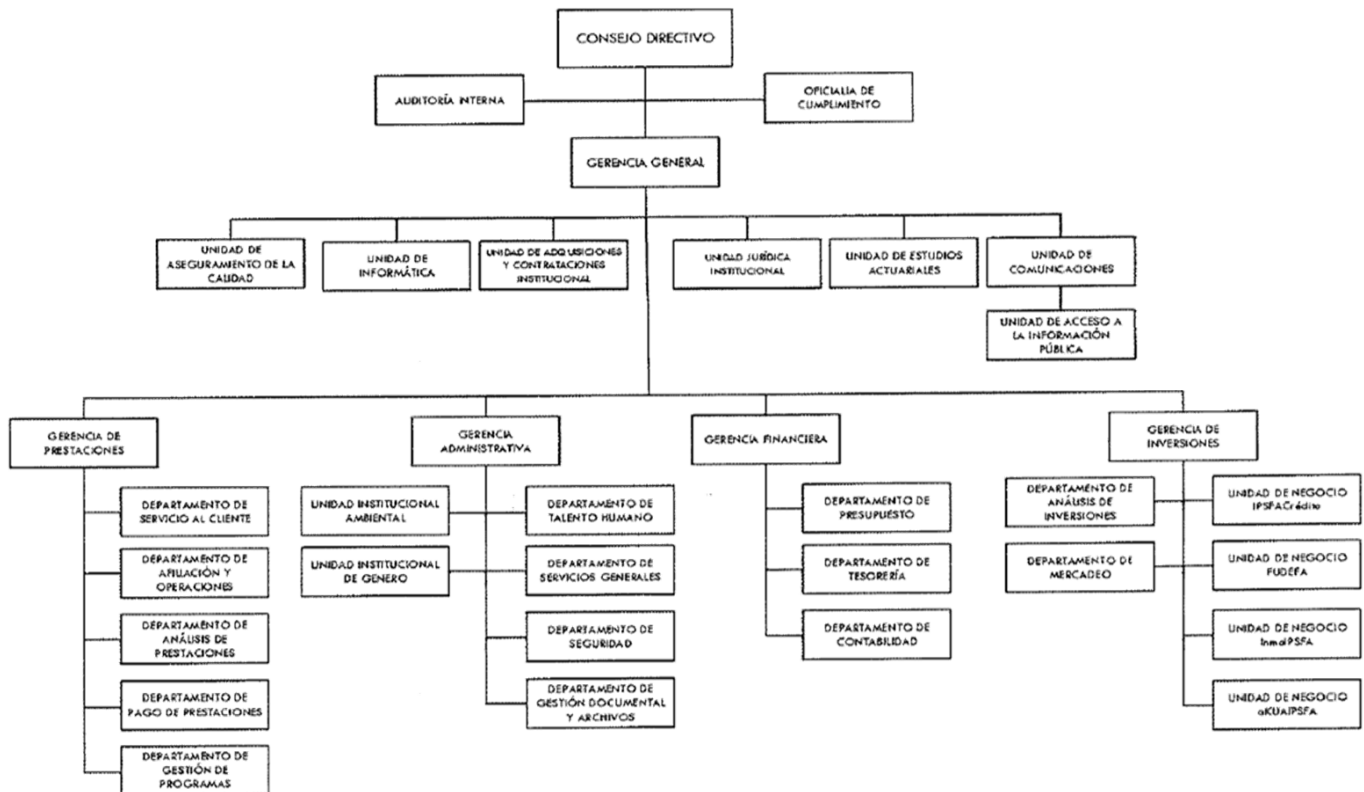 CONSEJO DIRECTIVO
AUDITORÍA INTERNA
OFICIALIA DE
CUMPLIMIENTO
GERENCIA GENERAL
UNIDAD DE
ASEGURAMIENTO DE LA
CALIDAD
UNIDAD DE
INFORMÁTICA
UNIDAD DE ADQUISICIONES
Y CONTRATACIONES
INSTITUCIONAL
UNIDAD JURÍDICA
INSTITUCIONAL
UNIDAD DE ESTUDIOS
ACTUARIALES
UNIDAD DE
COMUNICACIONES
UNIDAD DE ACCESO A
LA INFORMACIÓN
PÚBLICA
GERENCIA DE
PRESTACIONES
GERENCIA
ADMINISTRATIVA
GERENCIA FINANCIERA
GERENCIA DE
INVERSIONES
DEPARTAMENTO DE
SERVICIO AL CLIENTE
DEPARTAMENTO DE
AFILIACIÓN Y
OPERACIONES
DEPARTAMENTO DE
ANÁLISIS DE
PRESTACIONES
DEPARTAMENTO DE
PAGO DE PRESTACIONES
DEPARTAMENTO DE
GESTIÓN DE
PROGRAMAS
UNIDAD INSTITUCIONAL
AMBIENTAL
UNIDAD INSTITUCIONAL
DE GENERO
DEPARTAMENTO DE
TALENTO HUMANO
DEPARTAMENTO DE
SERVICIOS GENERALES
DEPARTAMENTO DE
SEGURIDAD
DEPARTAMENTO DE
GESTIÓN DOCUMENTAL
Y ARCHIVOS
DEPARTAMENTO DE
PRESUPUESTO
DEPARTAMENTO DE
TESORERÍA
DEPARTAMENTO DE
CONTABILIDAD
DEPARTAMENTO DE
ANÁLISIS DE
INVERSIONES
DEPARTAMENTO DE
MERCADEO
UNIDAD DE NEGOCIO
IPSFACrédito
UNIDAD DE NEGOCIO
FUDEFA
UNIDAD DE NEGOCIO
InmoIPSFA
UNIDAD DE NEGOCIO
aKUAIPSFA